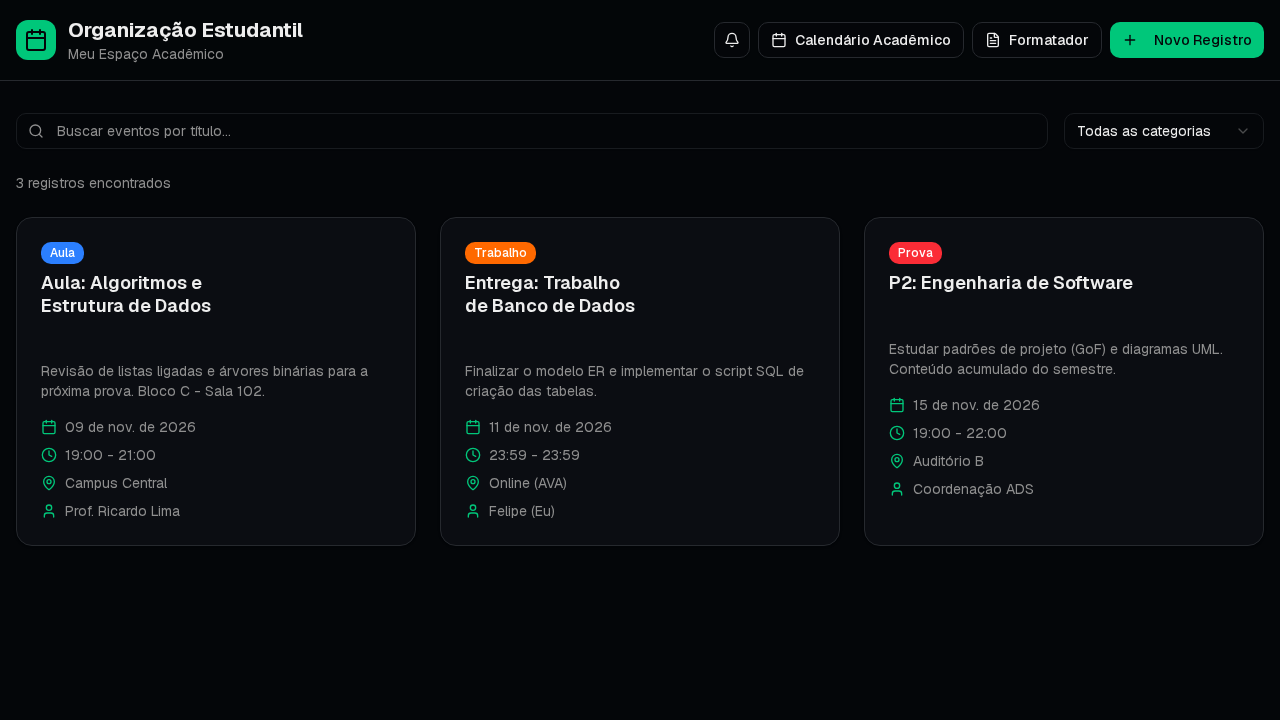 Organização Estudantil
Meu Espaço Acadêmico
Calendário Acadêmico
Formatador
Novo Registro
Buscar eventos por título...
Todas as categorias
3 registros encontrados
Aula
Aula: Algoritmos e
Estrutura de Dados
Revisão de listas ligadas e árvores binárias para a
próxima prova. Bloco C - Sala 102.
09 de nov. de 2026
19:00 - 21:00
Campus Central
Prof. Ricardo Lima
Trabalho
Entrega: Trabalho
de Banco de Dados
Finalizar o modelo ER e implementar o script SQL de
criação das tabelas.
11 de nov. de 2026
23:59 - 23:59
Online (AVA)
Felipe (Eu)
Prova
P2: Engenharia de Software
Estudar padrões de projeto (GoF) e diagramas UML.
Conteúdo acumulado do semestre.
15 de nov. de 2026
19:00 - 22:00
Auditório B
Coordenação ADS